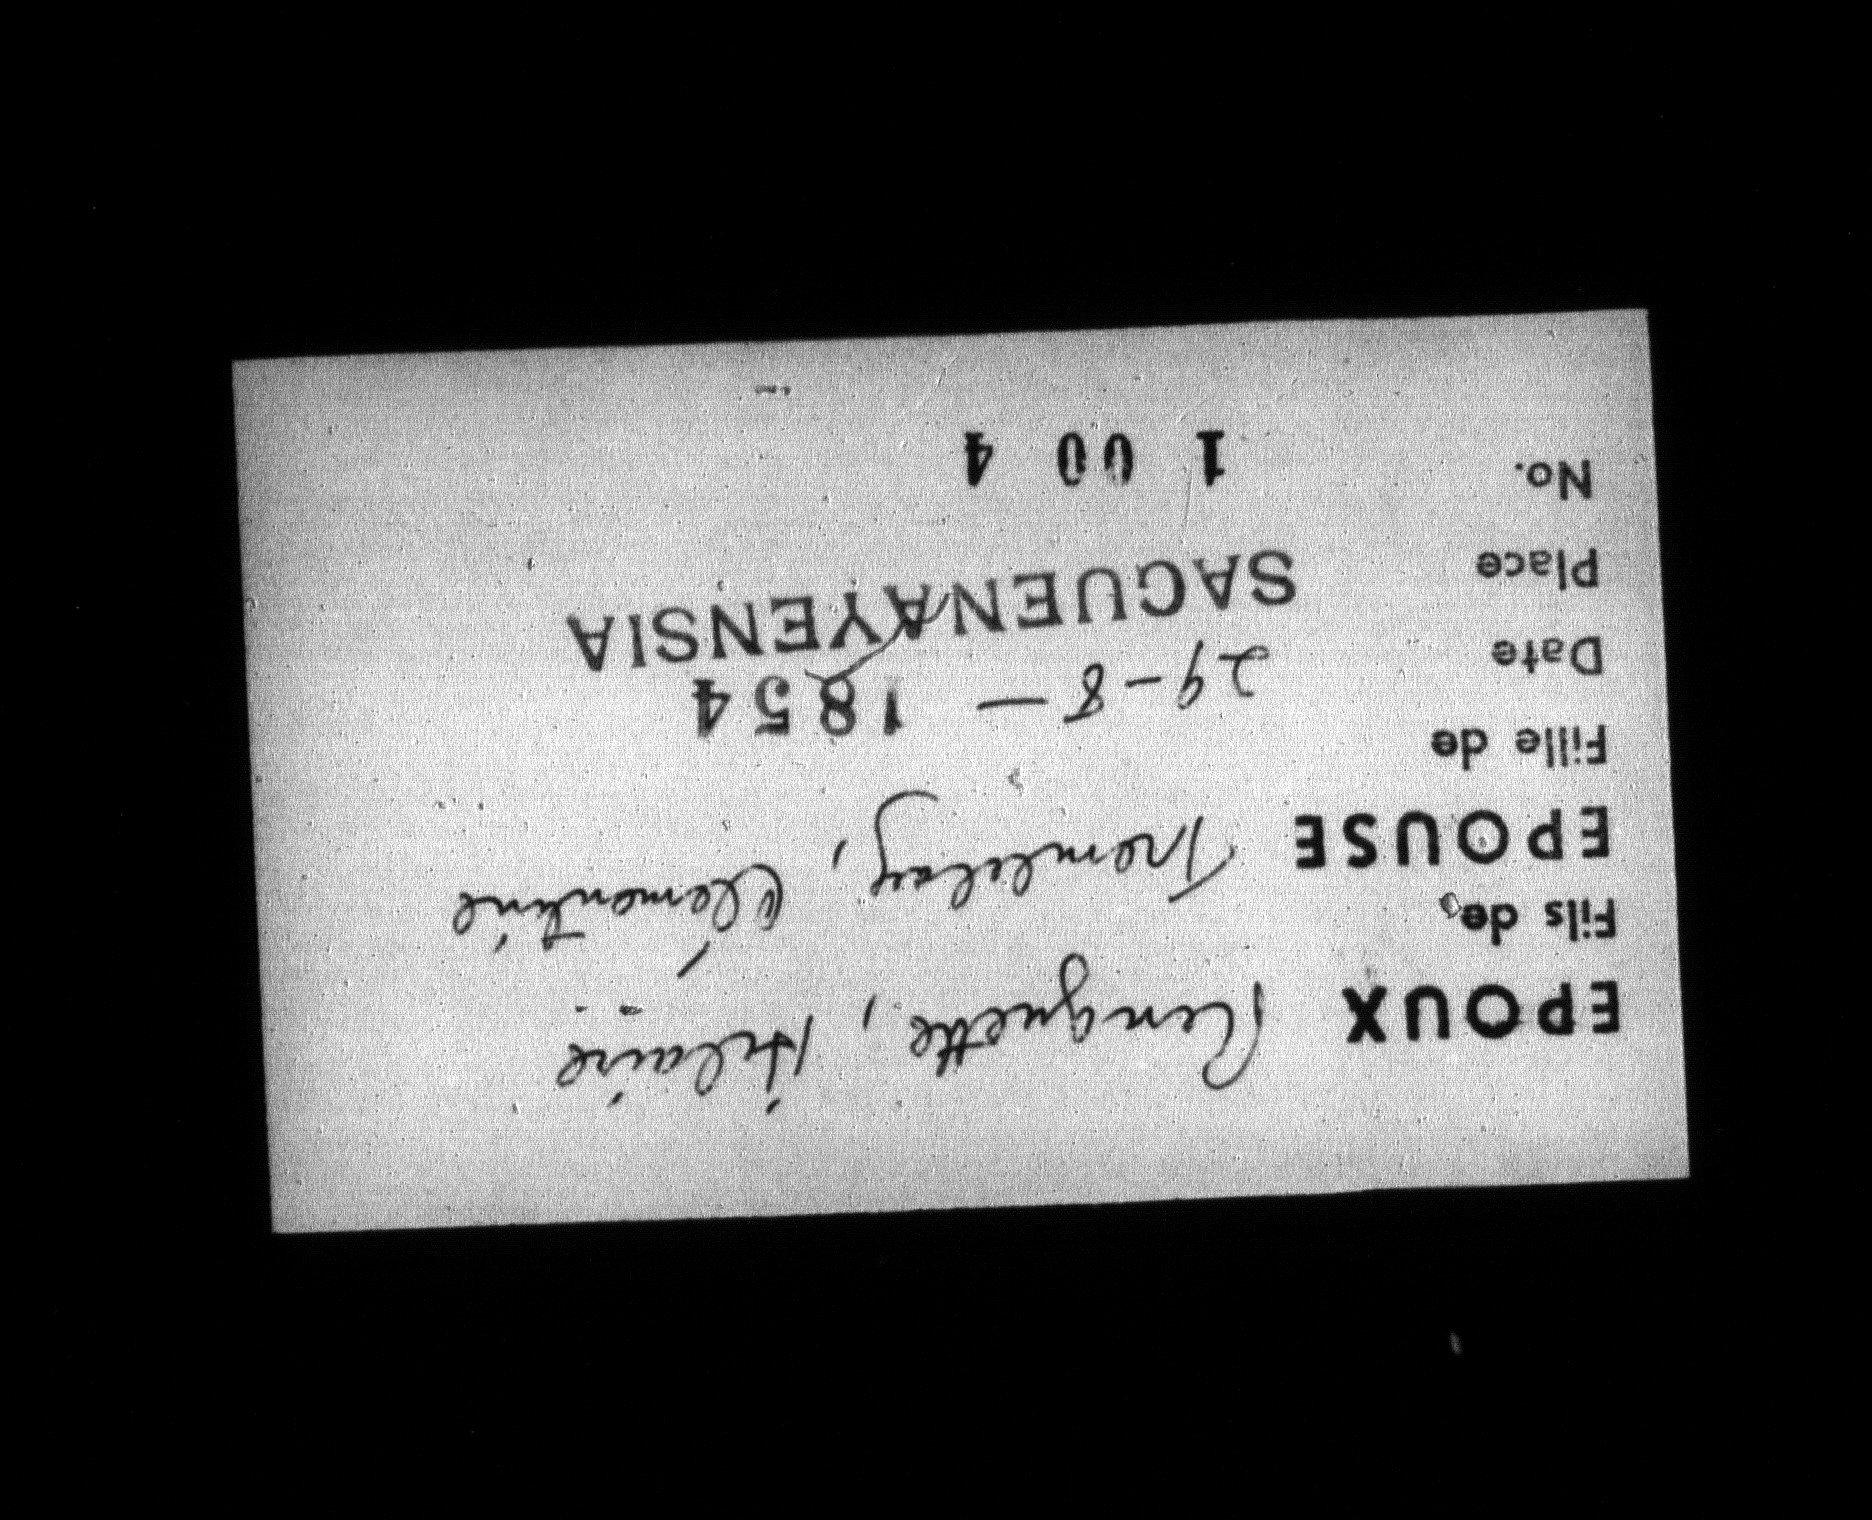 EPOUX Rinquette, Hilaire
Fils de
EPOUSE Tremblay, Clémentine
Fille de
Date 29-8- 1854
Place SAGUENAYENSIA
No. 1 00 4